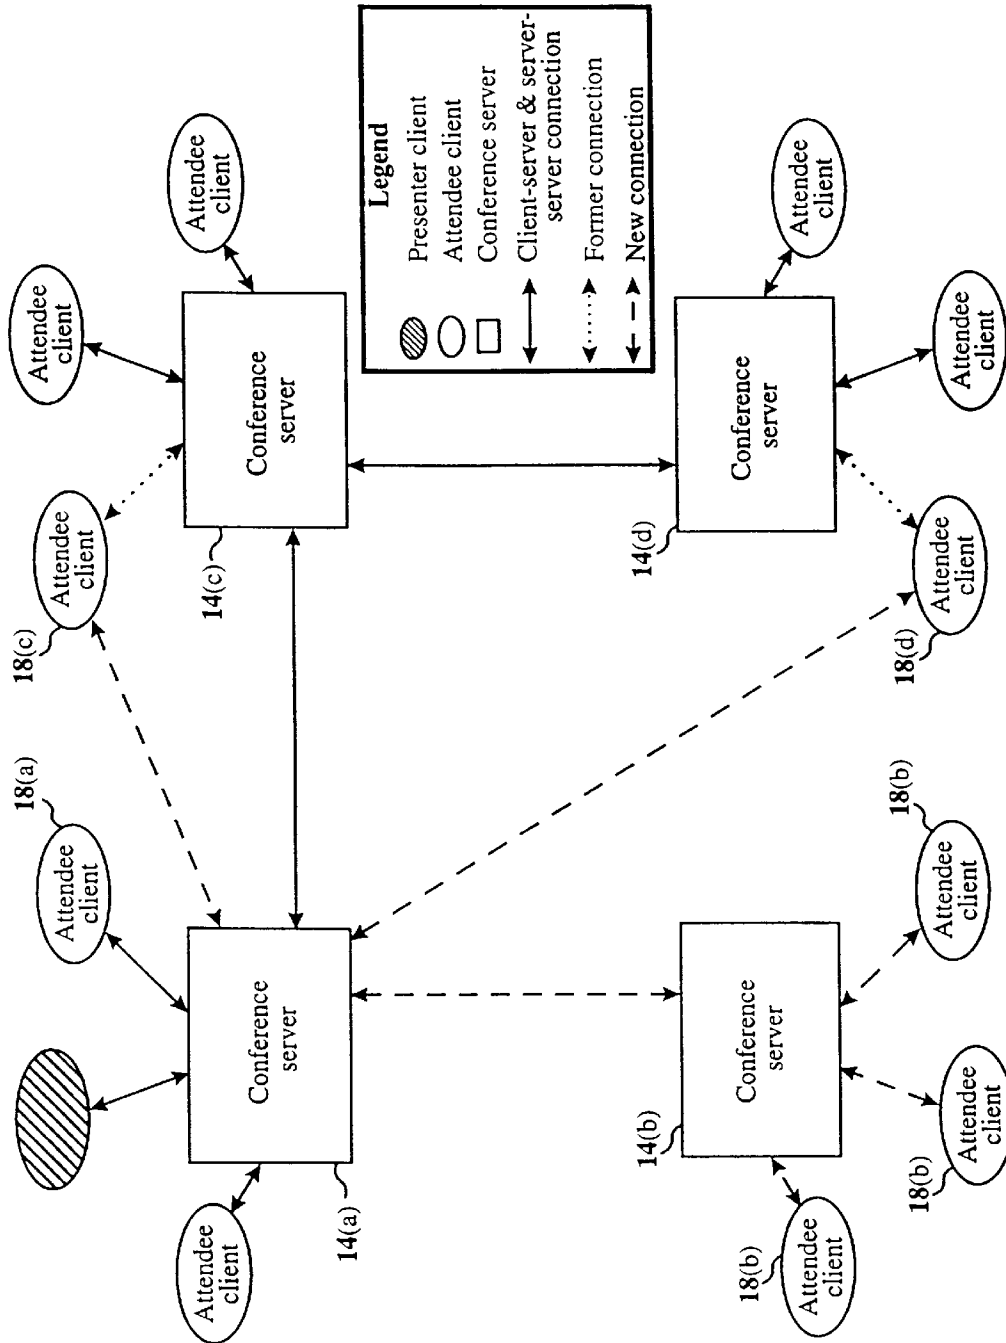 Attendee
client
14(a)
Conference
server
18(a)
Attendee
client
18(c)
Attendee
client
14(c)
Conference
server
Attendee
client
Attendee
client
18(b)
Attendee
client
14(b)
Conference
server
18(b)
Attendee
client
18(b)
Attendee
client
14(d)
Conference
server
18(d)
Attendee
client
Attendee
client
Attendee
client
Legend
Presenter client
Attendee client
Conference server
Client-server & server-
server connection
Former connection
New connection